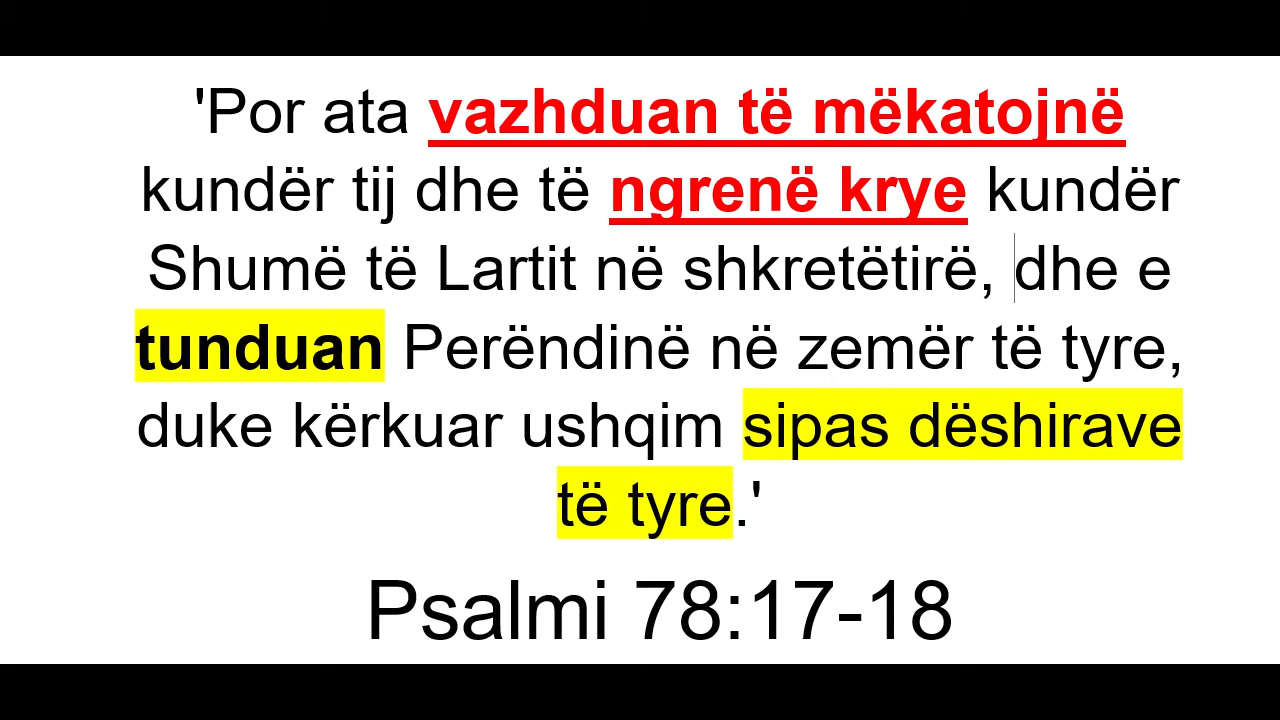 'Por ata vazhduan të mëkatojnë
kundër tij dhe të ngrenë krye kundër
Shumë të Lartit në shkretëtirë, dhe e
tunduan Perëndinë në zemër të tyre,
duke kërkuar ushqim sipas dëshirave
të tyre.'
Psalmi 78:17-18